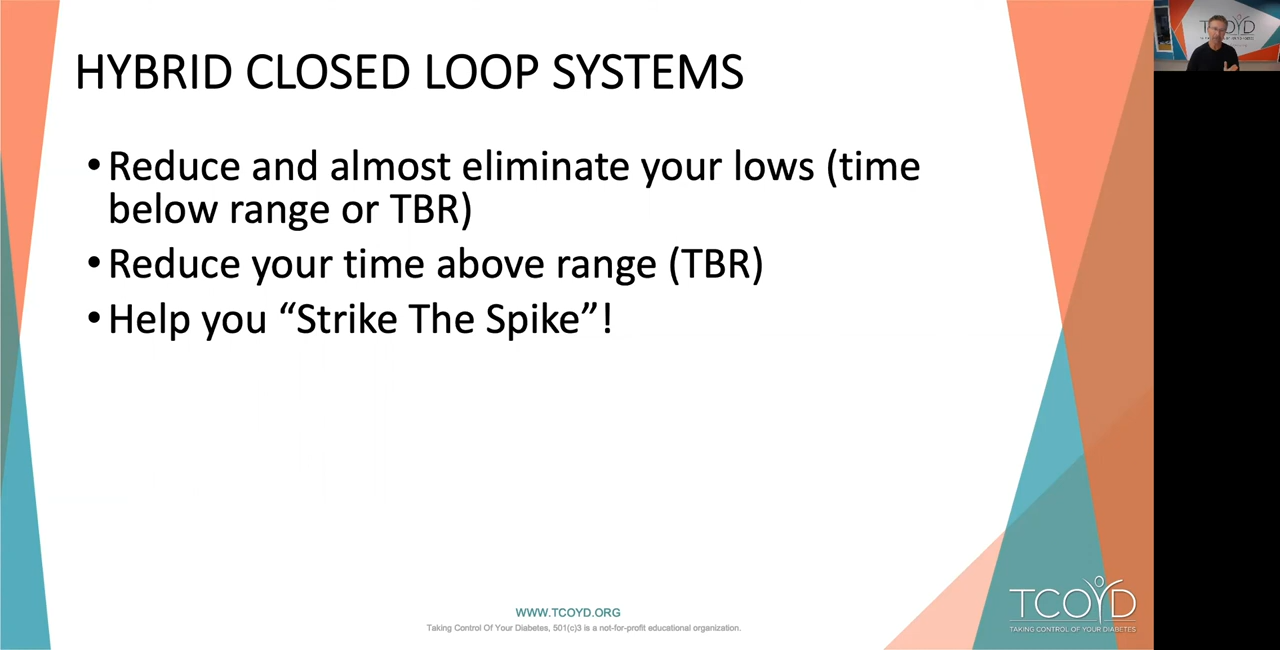 HYBRID CLOSED LOOP SYSTEMS
• Reduce and almost eliminate your lows (time
below range or TBR)
• Reduce your time above range (TBR)
• Help you “Strike The Spike”!
WWW.TCOYD.ORG
Taking Control Of Your Diabetes, 501(c)3 is a not-for-profit educational organization.
TCOYD
TAKING CONTROL OF YOUR DIABETES